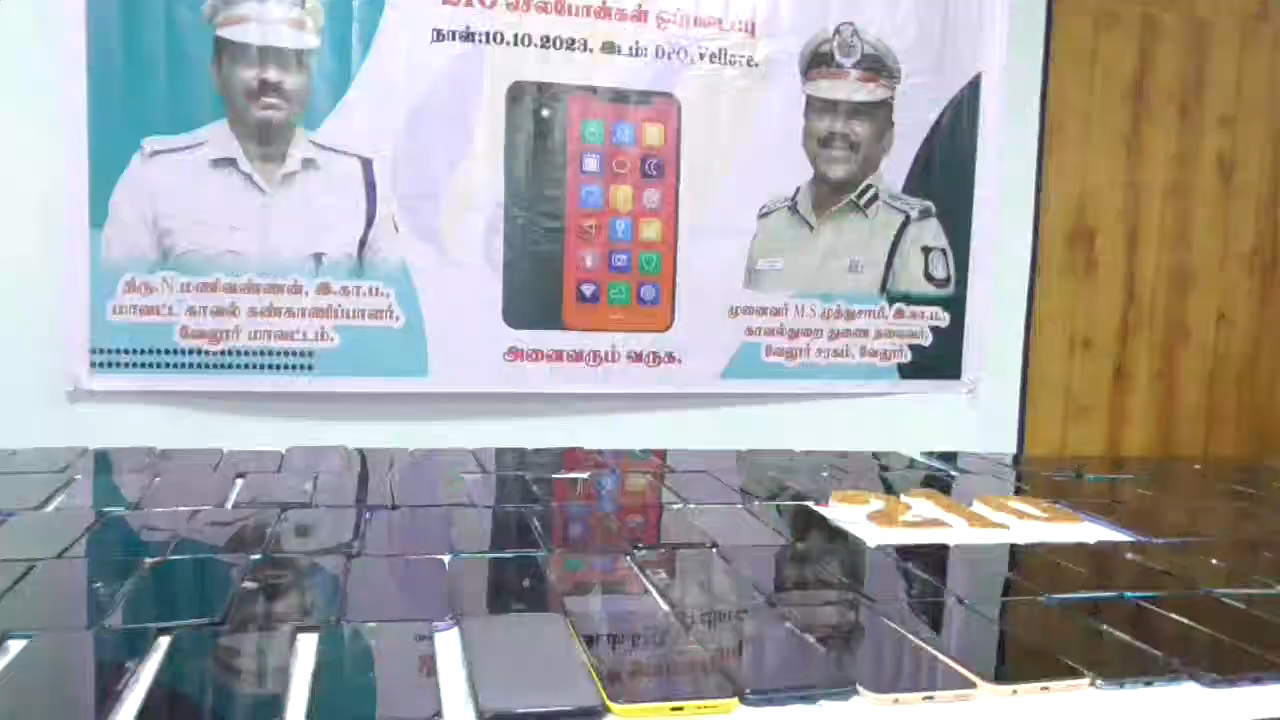 210 செல்போன்கள் ஒப்படைப்பு
நாள்:10.10.2023, இடம்: DPO, Vellore.
திரு.N.மணிவண்ணன், இ.கா.ப.,
மாவட்ட காவல் கண்காணிப்பாளர்,
வேலூர் மாவட்டம்.
அனைவரும் வருக.
முனைவர் M.S.முத்துசாமி, இ.கா.ப.,
காவல்துறை துணை தலைவர்,
வேலூர் சரகம், வேலூர்.
210